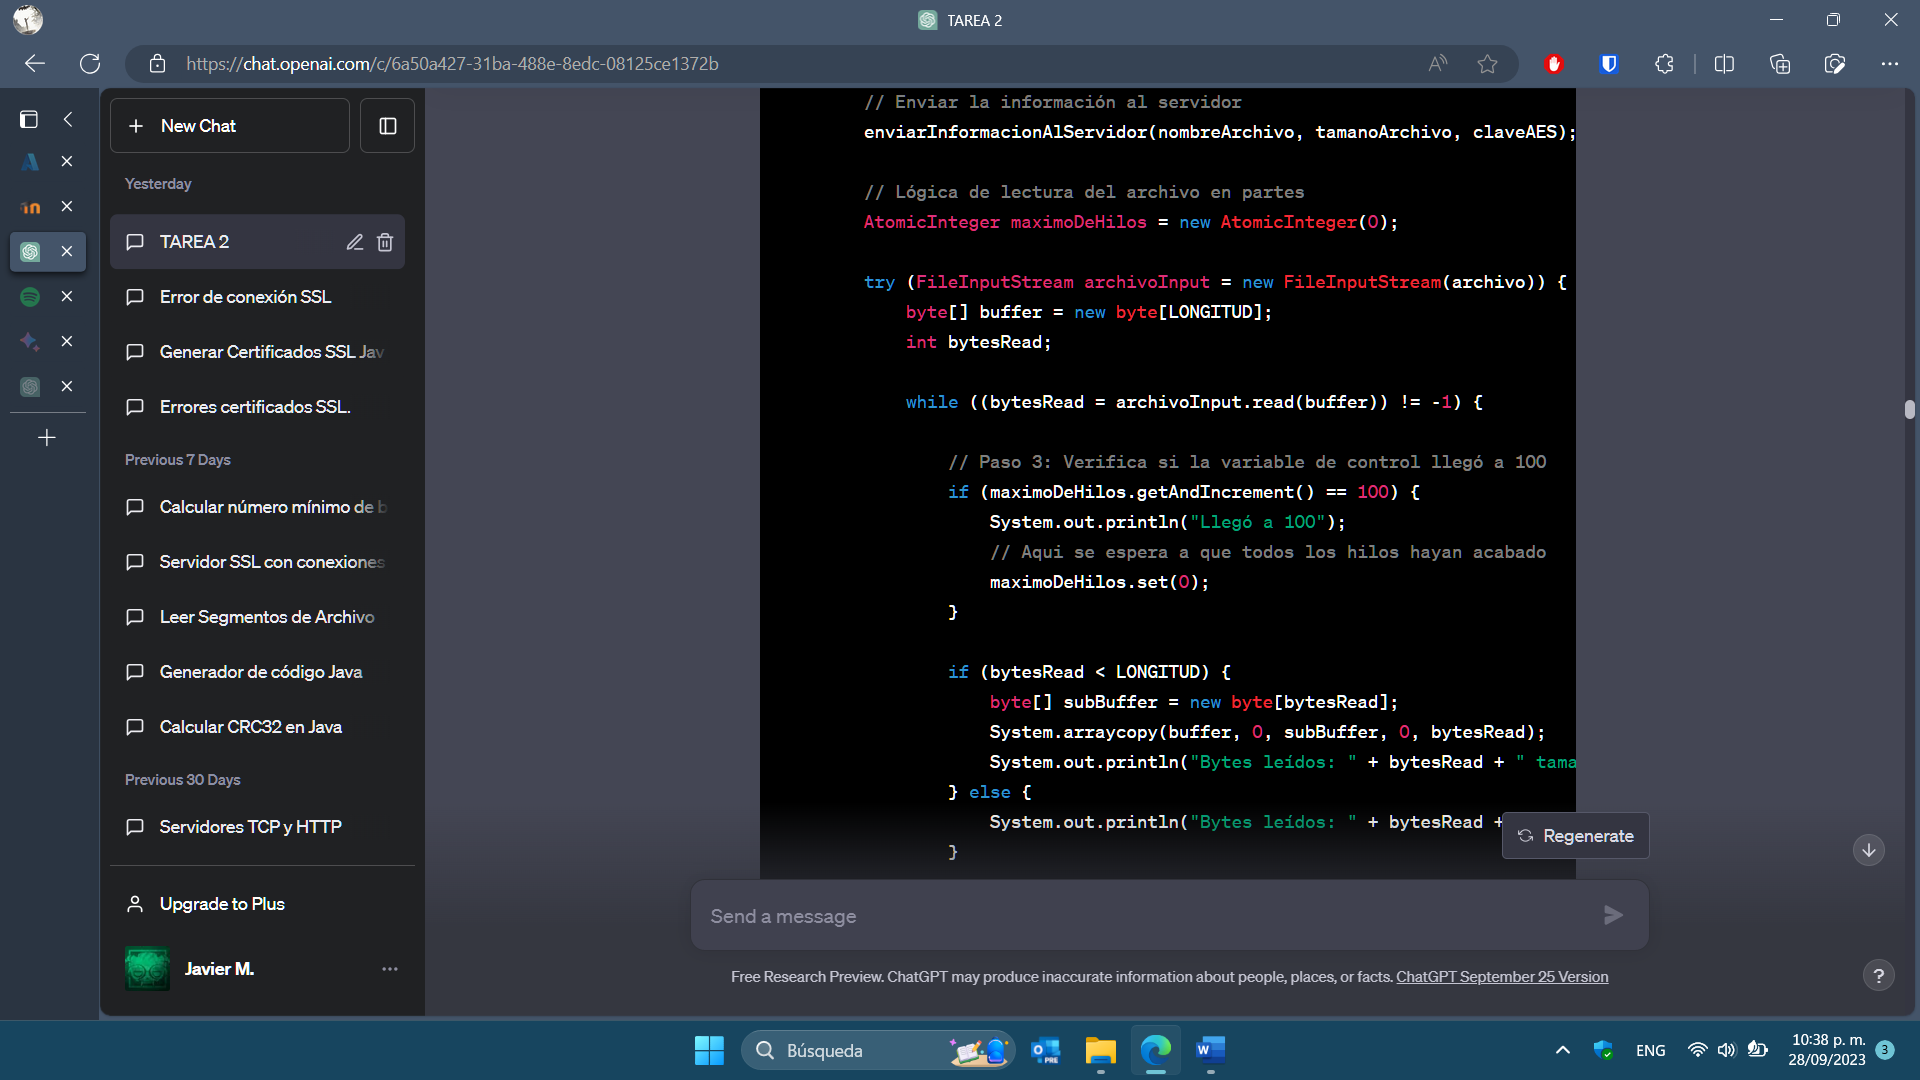 TAREA 2
https://chat.openai.com/c/6a50a427-31ba-488e-8edc-08125ce1372b
New Chat
Yesterday
TAREA 2
Error de conexión SSL
Generar Certificados SSL Jav
Errores certificados SSL.
Previous 7 Days
Calcular número mínimo de b
Servidor SSL con conexiones
Leer Segmentos de Archivo
Generador de código Java
Calcular CRC32 en Java
Previous 30 Days
Servidores TCP y HTTP
Upgrade to Plus
Javier M.
// Enviar la información al servidor
enviarInformacionAlServidor(nombreArchivo, tamanoArchivo, claveAES);
// Lógica de lectura del archivo en partes
AtomicInteger maximoDeHilos = new AtomicInteger(0);
try (FileInputStream archivoInput = new FileInputStream(archivo)) {
byte[] buffer = new byte[LONGITUD];
int bytesRead;
while ((bytesRead = archivoInput.read(buffer)) != -1) {
// Paso 3: Verifica si la variable de control llegó a 100
if (maximoDeHilos.getAndIncrement() == 100) {
System.out.println("Llegó a 100");
// Aqui se espera a que todos los hilos hayan acabado
maximoDeHilos.set(0);
}
if (bytesRead < LONGITUD) {
byte[] subBuffer = new byte[bytesRead];
System.arraycopy(buffer, 0, subBuffer, 0, bytesRead);
System.out.println("Bytes leídos: " + bytesRead + " tama
} else {
System.out.println("Bytes leídos: " + bytesRead +
}
Regenerate
Send a message
Free Research Preview. ChatGPT may produce inaccurate information about people, places, or facts. ChatGPT September 25 Version
?
Búsqueda
ENG
10:38 p. m.
28/09/2023
3